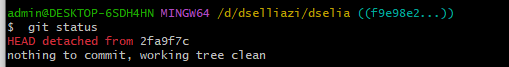 admin@DESKTOP-6SDH4HN MINGW64 /d/dselliazi/dselia ((f9e98e2...))
$  git status
HEAD detached from 2fa9f7c
nothing to commit, working tree clean